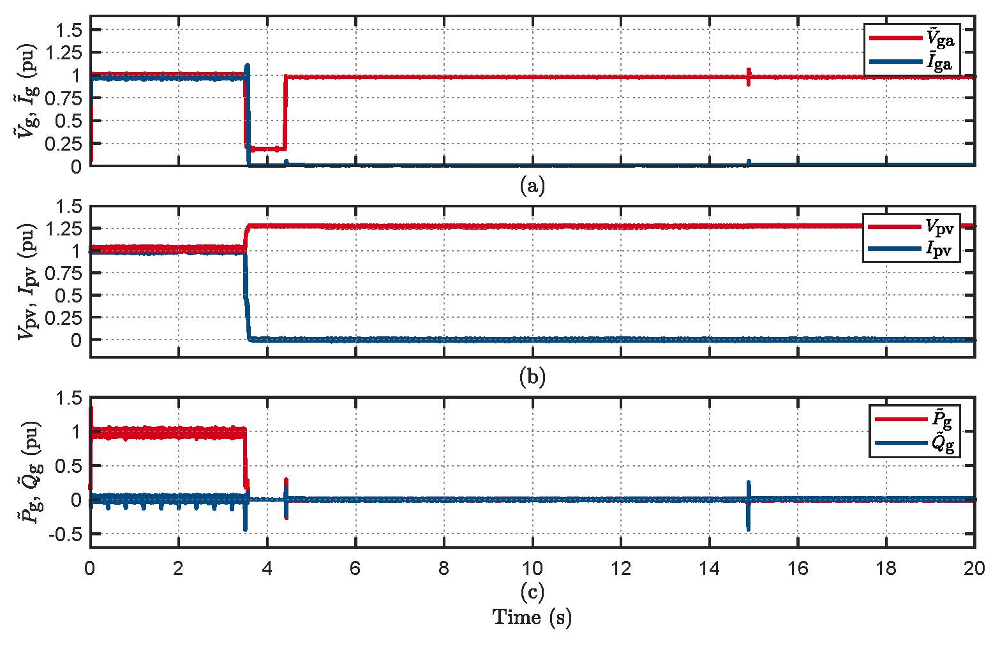 1.5
1.25
1
0.75
0.5
0.25
0
Ṽga
Ĩga
Ṽg, Ĩg (pu)
(a)
1.5
1.25
1
0.75
0.5
0.25
0
Vpv
Ipv
Vpv, Ipv (pu)
(b)
1.5
1
0.5
0
-0.5
P̃g
Q̃g
P̃g, Q̃g (pu)
0 2 4 6 8 10 12 14 16 18 20
(c)
Time (s)